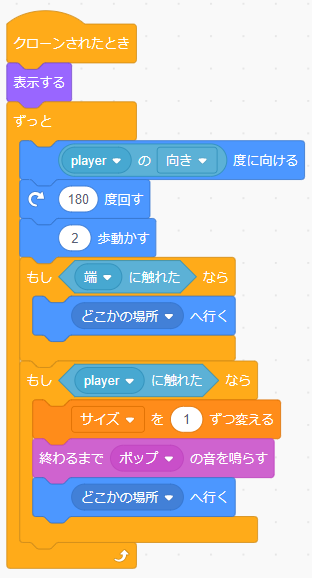 クローンされたとき
表示する
ずっと
player の 向き 度に向ける
180 度回す
2 歩動かす
もし 端 に触れた なら
どこかの場所 へ行く
もし player に触れた なら
サイズ を 1 ずつ変える
終わるまで ポップ の音を鳴らす
どこかの場所 へ行く